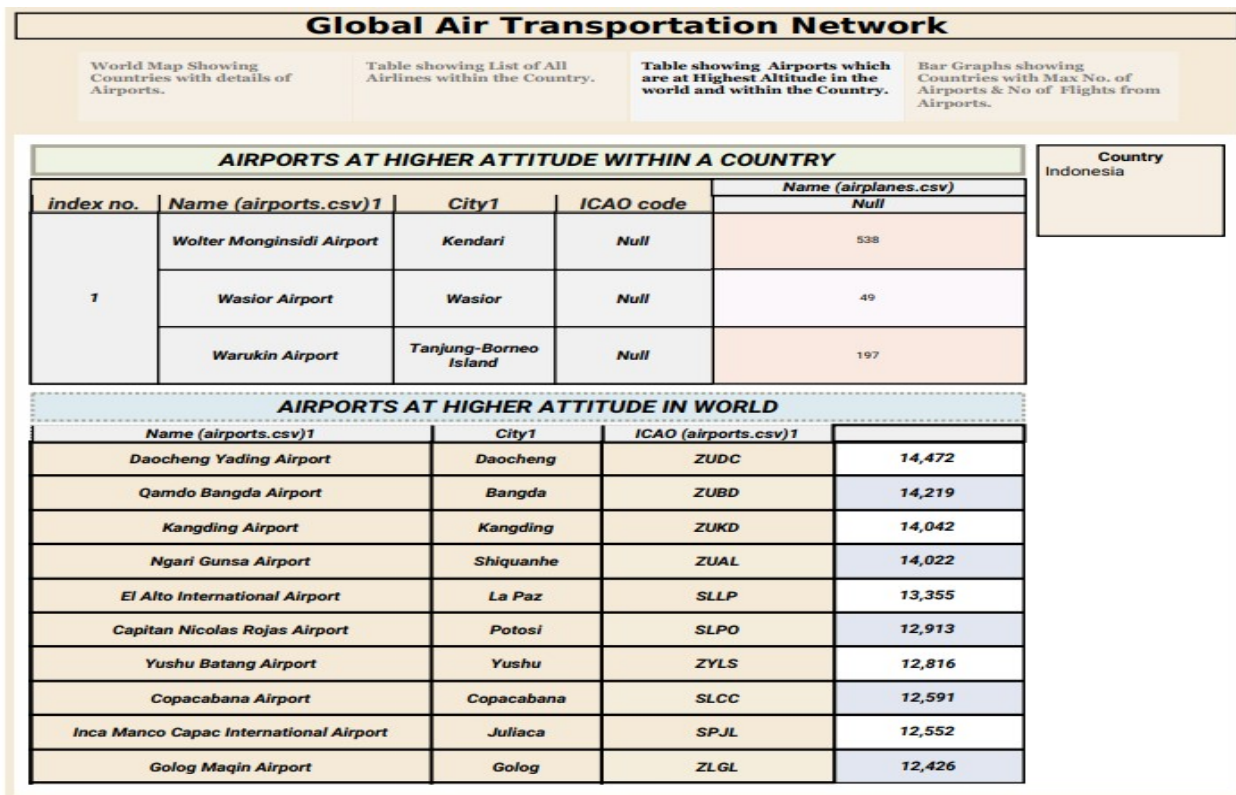 Global Air Transportation Network
World Map Showing
Countries with details of
Airports.
Table showing List of All
Airlines within the Country.
Table showing Airports which
are at Highest Altitude in the
world and within the Country.
Bar Graphs showing
Countries with Max No. of
Airports & No of Flights from
Airports.
AIRPORTS AT HIGHER ATTITUDE WITHIN A COUNTRY
Country
Indonesia
Name (airplanes.csv)
index no. Name (airports.csv)1 City1 ICAO code Null
1
Wolter Monginsidi Airport Kendari Null 538
Wasior Airport Wasior Null 49
Warukin Airport Tanjung-Borneo Island Null 197
AIRPORTS AT HIGHER ATTITUDE IN WORLD
Name (airports.csv)1 City1 ICAO (airports.csv)1
Daocheng Yading Airport Daocheng ZUDC 14,472
Qamdo Bangda Airport Bangda ZUBD 14,219
Kangding Airport Kangding ZUKD 14,042
Ngari Gunsa Airport Shiquanhe ZUAL 14,022
El Alto International Airport La Paz SLLP 13,355
Capitan Nicolas Rojas Airport Potosi SLPO 12,913
Yushu Batang Airport Yushu ZYLS 12,816
Copacabana Airport Copacabana SLCC 12,591
Inca Manco Capac International Airport Juliaca SPJL 12,552
Golog Maqin Airport Golog ZLGL 12,426